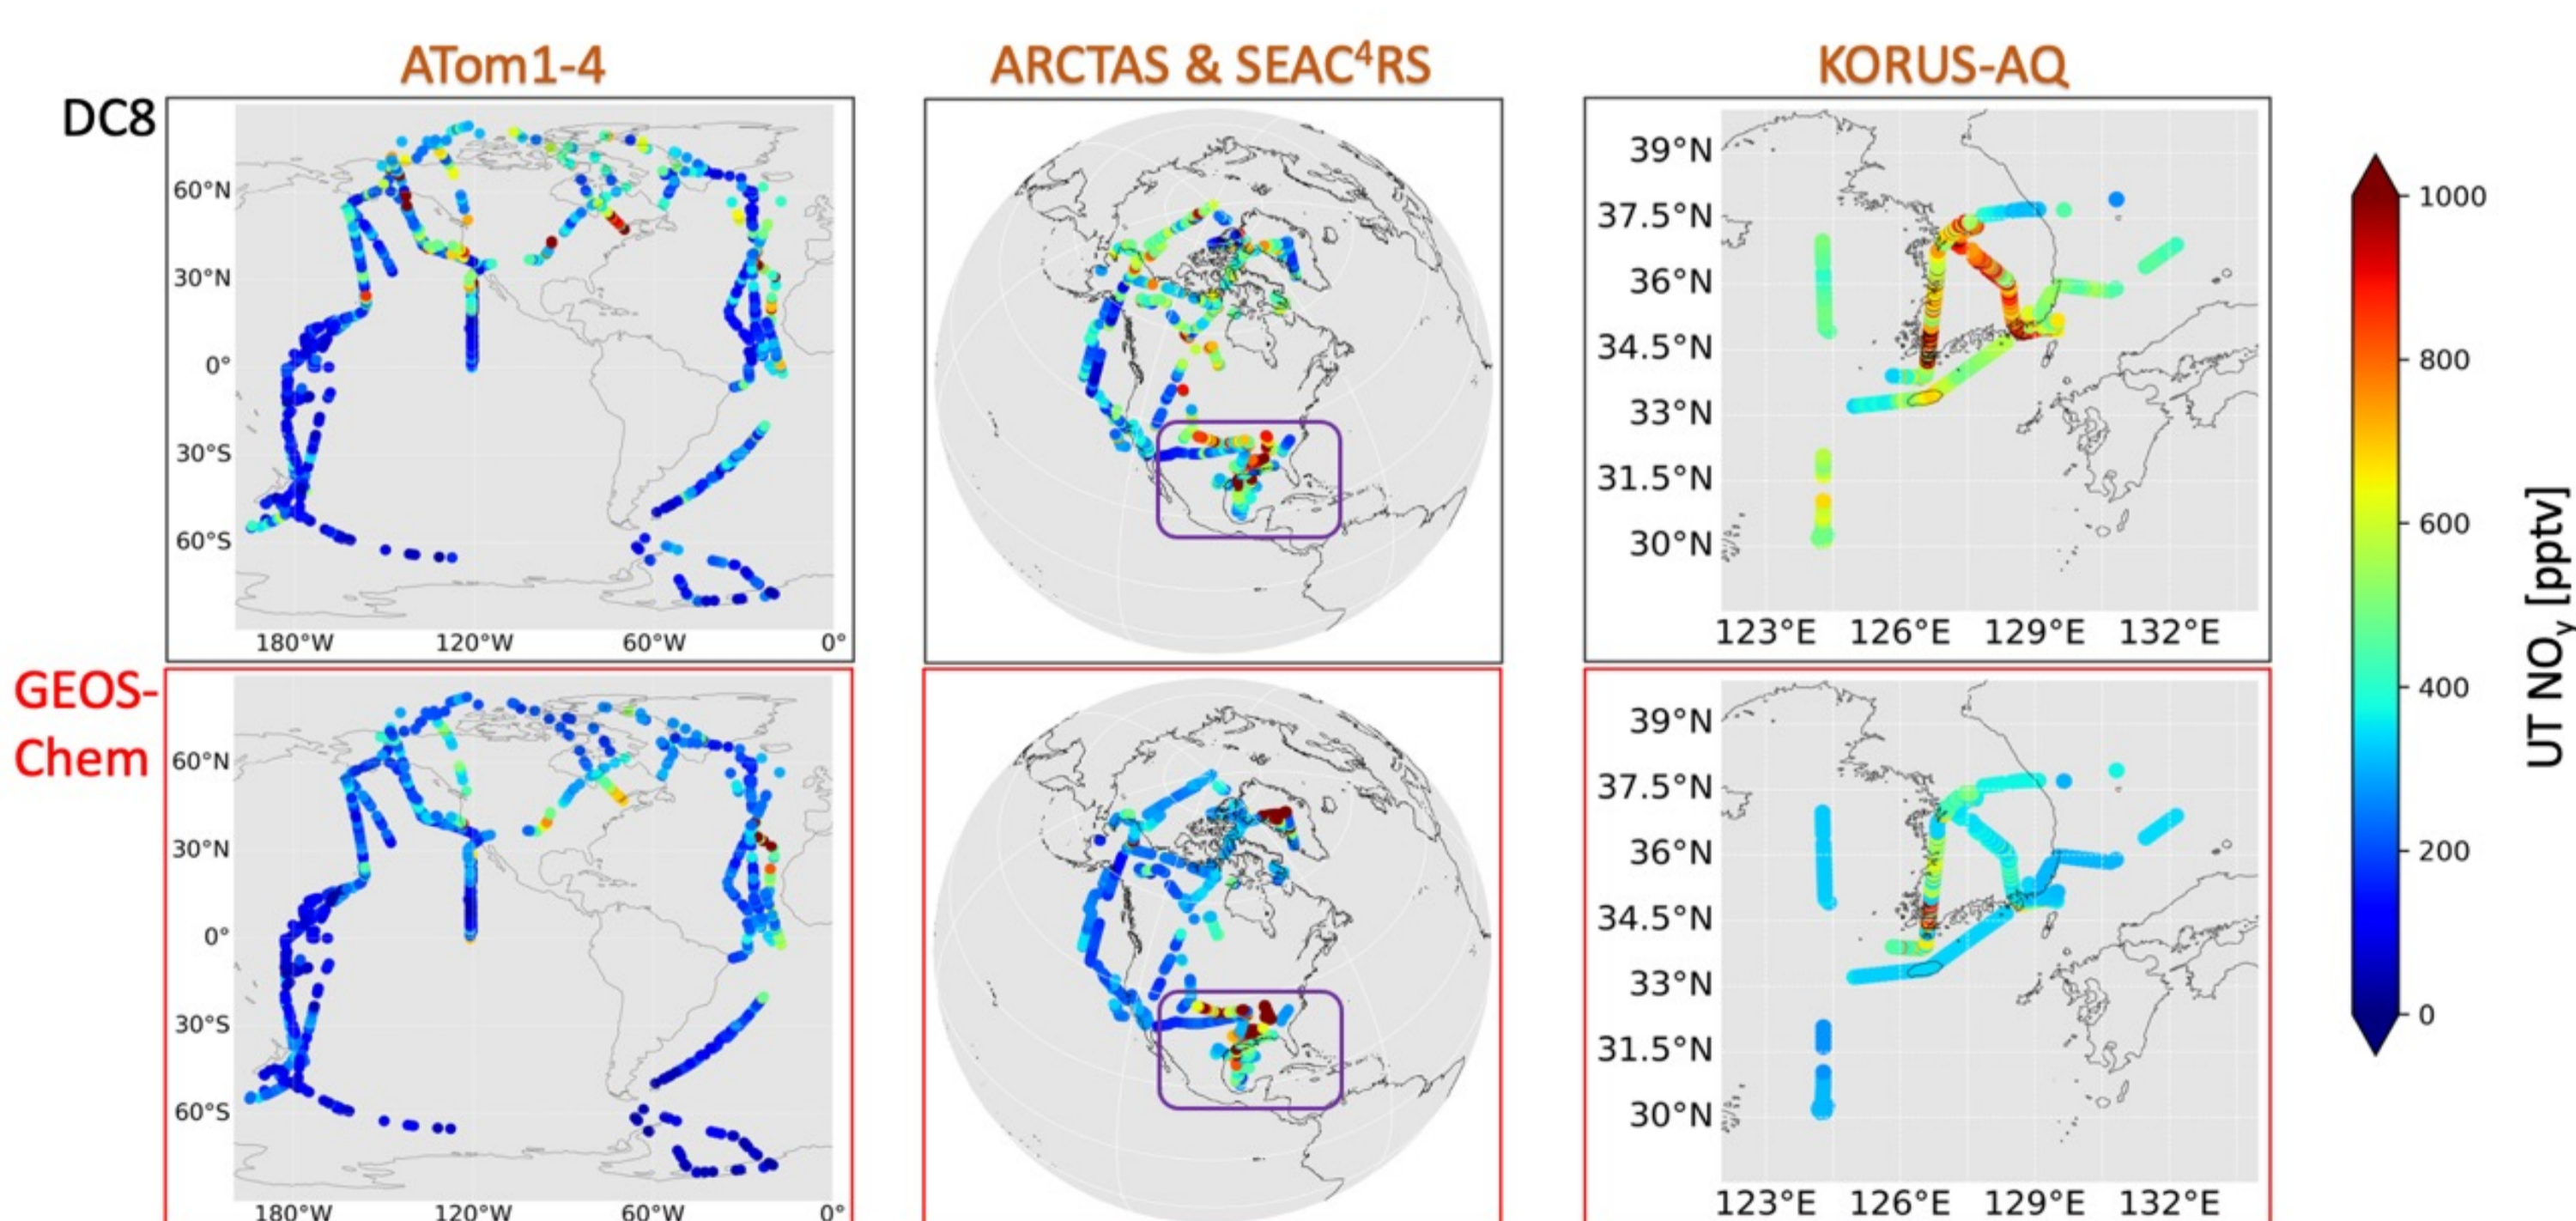 ATom1-4
ARCTAS & SEAC⁴RS
KORUS-AQ
DC8
60°N
30°N
0°
30°S
60°S
180°W
120°W
60°W
0°
39°N
37.5°N
36°N
34.5°N
33°N
31.5°N
30°N
123°E
126°E
129°E
132°E
GEOS-
Chem
60°N
30°N
0°
30°S
60°S
180°W
120°W
60°W
0°
39°N
37.5°N
36°N
34.5°N
33°N
31.5°N
30°N
123°E
126°E
129°E
132°E
1000
800
600
400
200
0
UT NOy [pptv]